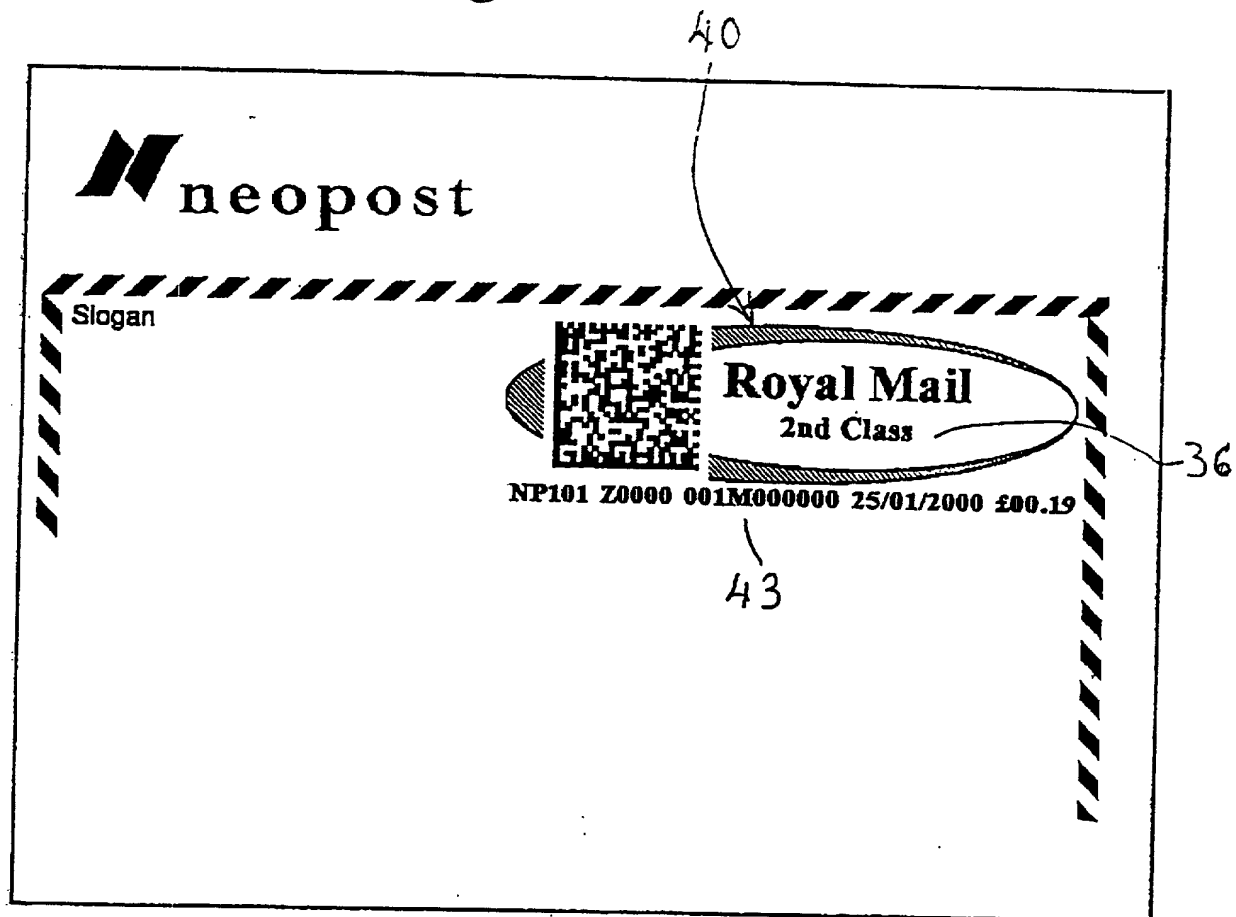 40
neopost
Slogan
Royal Mail
2nd Class
36
NP101 Z0000 001M000000 25/01/2000 £00.19
43